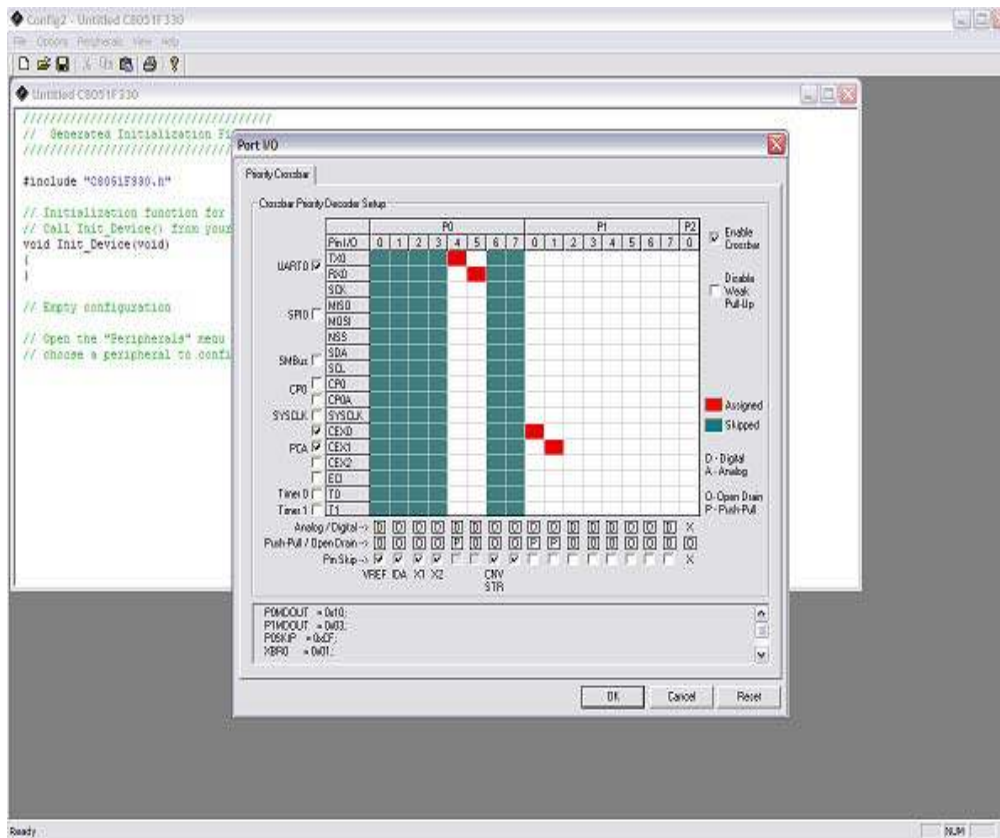 Config2 - Untitled C8051F330
File Options Peripherals View Help
Untitled C8051F330
////////////////////////////////////
// Generated Initialization Fi
#include "C8051F330.h"
// Initialization function for
// Call Init_Device() from your
void Init_Device(void)
{
}
// Empty configuration
// Open the "Peripherals" menu
// choose a peripheral to confi
Port I/O
Priority Crossbar
Crossbar Priority Decoder Setup
P0 P1 P2
Pin I/O 0 1 2 3 4 5 6 7 0 1 2 3 4 5 6 7 0
UART0 TX0
RX0
SCK
SPI0 MISO
MOSI
NSS
SMBus SDA
SCL
CP0 CP0
CP0A
SYSCLK SYSCLK
CEX0
PCA CEX1
CEX2
ECI
Timer 0 T0
Timer 1 T1
Enable Crossbar
Disable Weak Pull-Up
Assigned
Skipped
D - Digital
A - Analog
O - Open Drain
P - Push-Pull
Analog / Digital ->
X
Push-Pull / Open Drain ->
Pin Skip ->
X
VREF IDA X1 X2 CNV STR
P0MDOUT = 0x10;
P1MDOUT = 0x03;
P0SKIP = 0xCF;
XBR0 = 0x01;
OK Cancel Reset
Ready NUM